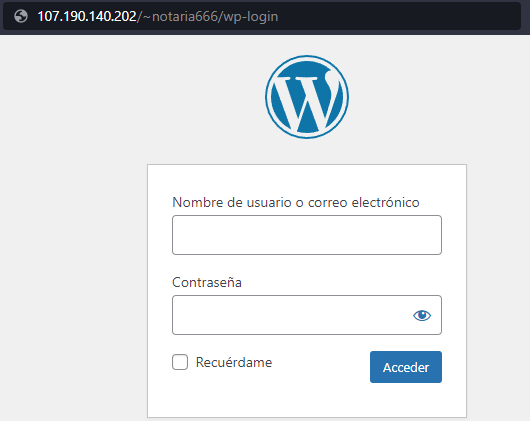 107.190.140.202/~notaria666/wp-login
W
Nombre de usuario o correo electrónico
Contraseña
Recuérdame
Acceder